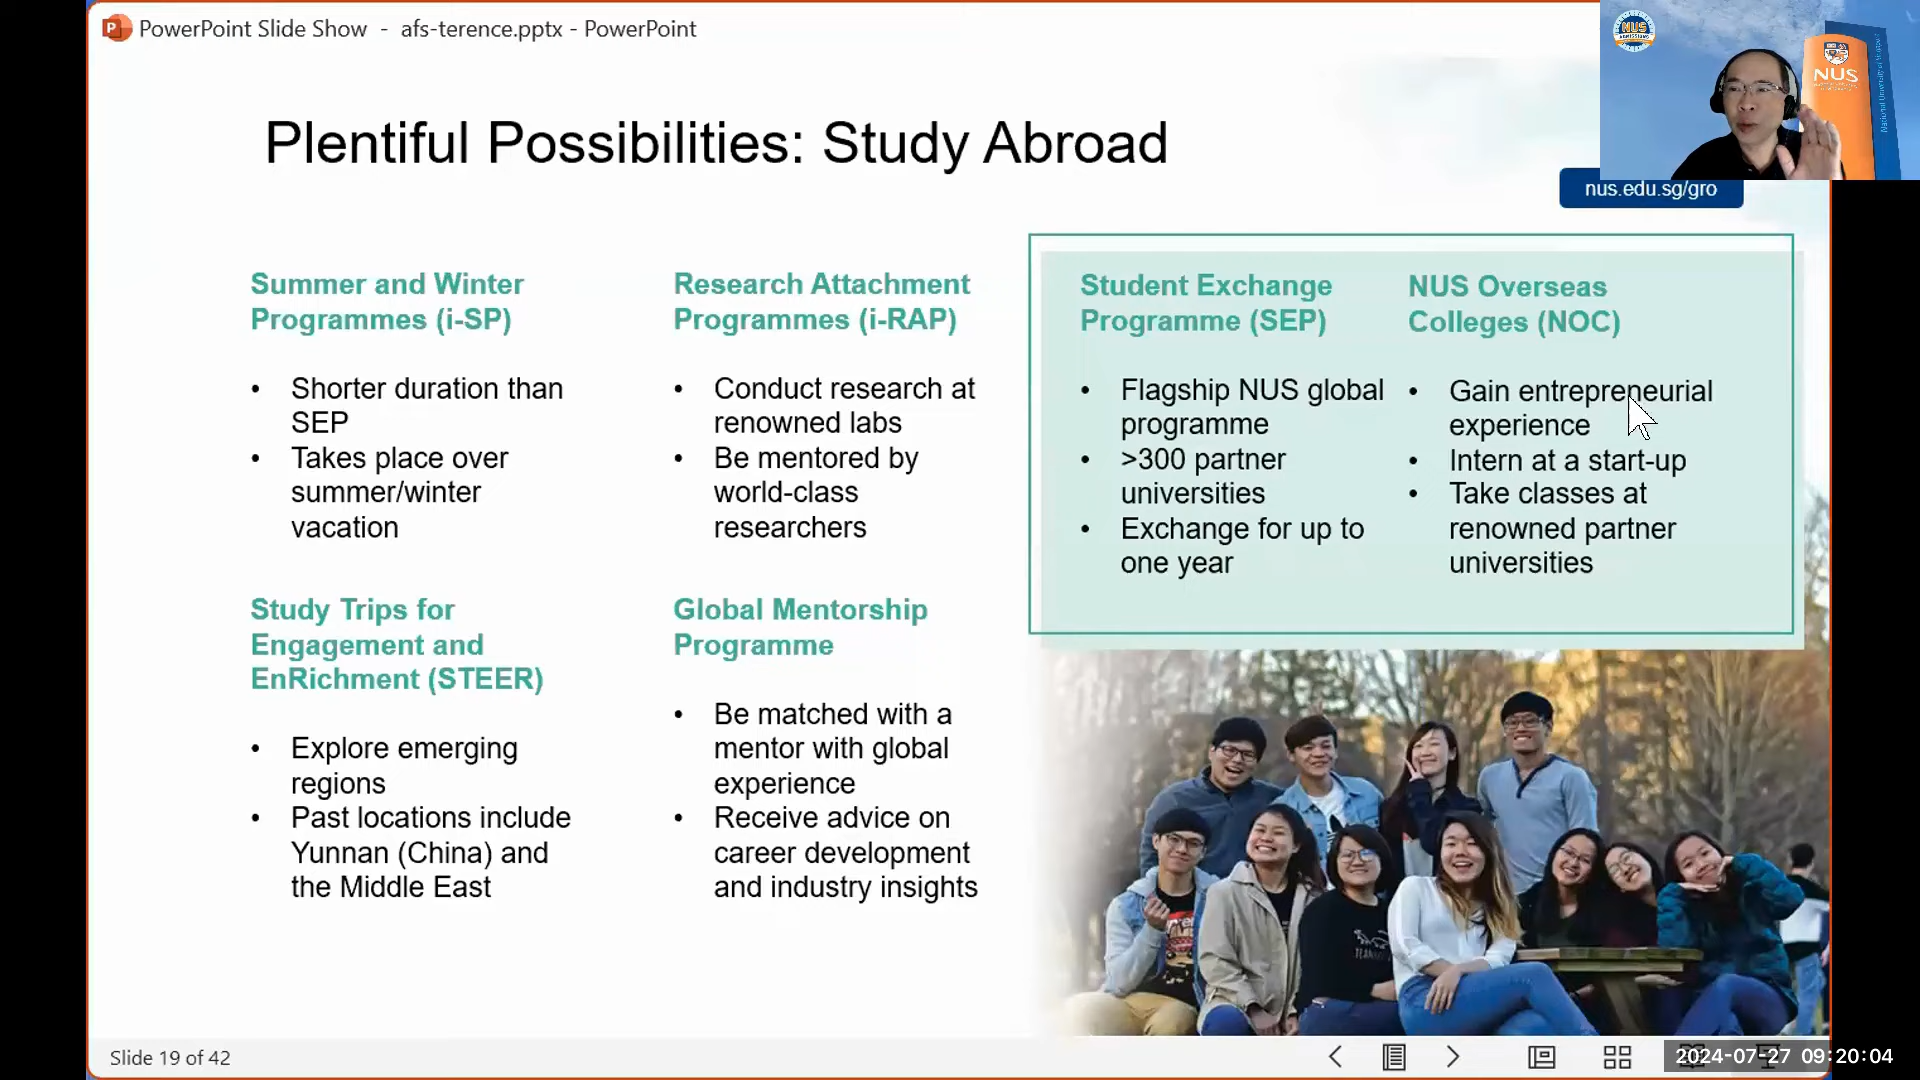 PowerPoint Slide Show - afs-terence.pptx - PowerPoint
NUS
ADMISSIONS
NUS
Plentiful Possibilities: Study Abroad
nus.edu.sg/gro
Summer and Winter
Programmes (i-SP)
• Shorter duration than
SEP
• Takes place over
summer/winter
vacation
Research Attachment
Programmes (i-RAP)
• Conduct research at
renowned labs
• Be mentored by
world-class
researchers
Student Exchange
Programme (SEP)
• Flagship NUS global
programme
• >300 partner
universities
• Exchange for up to
one year
NUS Overseas
Colleges (NOC)
• Gain entrepreneurial
experience
• Intern at a start-up
• Take classes at
renowned partner
universities
Study Trips for
Engagement and
EnRichment (STEER)
• Explore emerging
regions
• Past locations include
Yunnan (China) and
the Middle East
Global Mentorship
Programme
• Be matched with a
mentor with global
experience
• Receive advice on
career development
and industry insights
Slide 19 of 42
2024-07-27 09:20:04